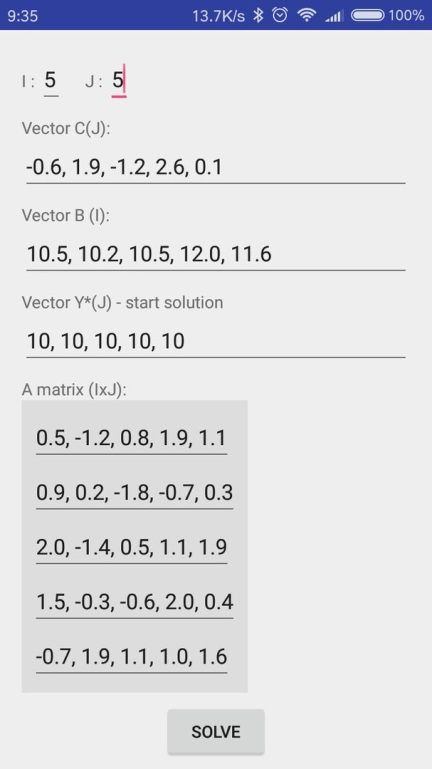 9:35 13.7K/s 100%
I: 5 J: 5
Vector C(J):
-0.6, 1.9, -1.2, 2.6, 0.1
Vector B (I):
10.5, 10.2, 10.5, 12.0, 11.6
Vector Y*(J) - start solution
10, 10, 10, 10, 10
A matrix (IxJ):
0.5, -1.2, 0.8, 1.9, 1.1
0.9, 0.2, -1.8, -0.7, 0.3
2.0, -1.4, 0.5, 1.1, 1.9
1.5, -0.3, -0.6, 2.0, 0.4
-0.7, 1.9, 1.1, 1.0, 1.6
SOLVE